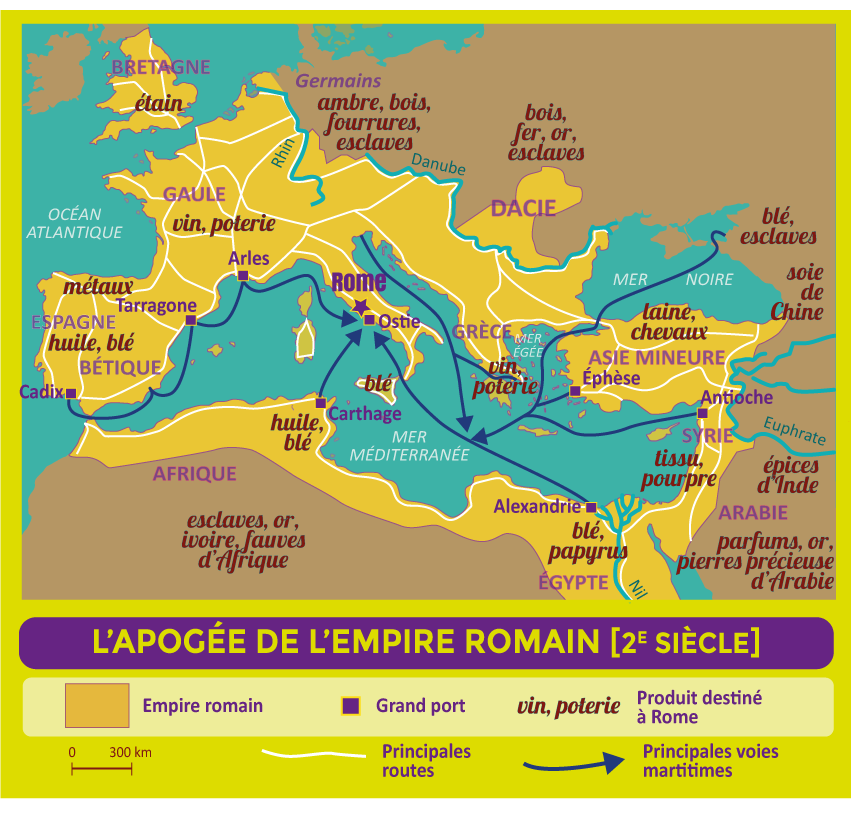 BRETAGNE
étain
Germains
ambre, bois,
fourrures,
esclaves
bois,
fer, or,
esclaves
Rhin
Danube
GAULE
vin, poterie
DACIE
OCÉAN
ATLANTIQUE
blé,
esclaves
Arles
métaux
Rome
MER NOIRE
soie
de
Chine
Tarragone
Ostie
laine,
chevaux
ESPAGNE
huile, blé
GRÈCE
MER
ÉGÉE
ASIE MINEURE
BÉTIQUE
vin,
poterie
Éphèse
Cadix
blé
Antioche
Carthage
huile,
blé
MER
MÉDITERRANÉE
SYRIE
Euphrate
tissu,
pourpre
épices
d'Inde
AFRIQUE
Alexandrie
ARABIE
esclaves, or,
ivoire, fauves
d'Afrique
blé,
papyrus
parfums, or,
pierres précieuse
d'Arabie
ÉGYPTE
Nil
L'APOGÉE DE L'EMPIRE ROMAIN [2E SIÈCLE]
Empire romain
Grand port
vin, poterie
Produit destiné
à Rome
0 300 km
Principales
routes
Principales voies
martitimes